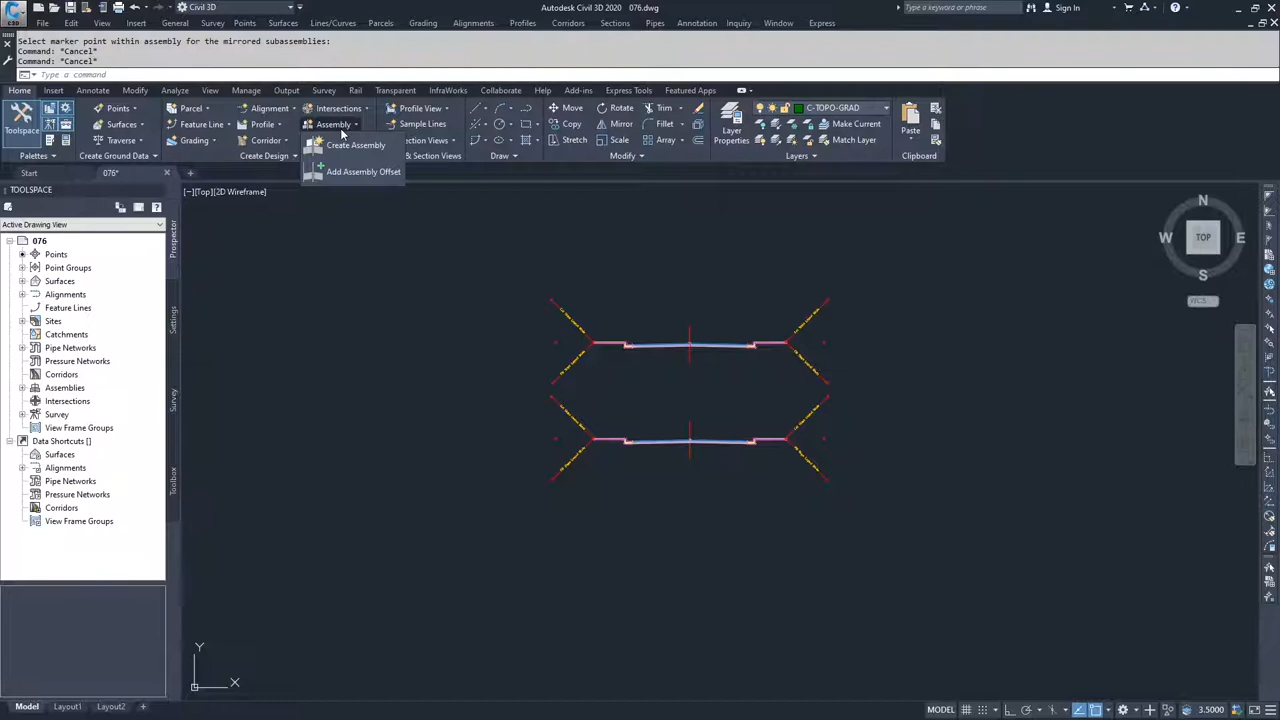 Civil 3D
Autodesk Civil 3D 2020 076.dwg
Type a keyword or phrase
Sign In
C3D
File Edit View Insert General Survey Points Surfaces Lines/Curves Parcels Grading Alignments Profiles Corridors Sections Pipes Annotation Inquiry Window Express
Select marker point within assembly for the mirrored subassemblies:
Command: *Cancel*
Command: *Cancel*
Type a command
Home Insert Annotate Modify Analyze View Manage Output Survey Rail Transparent InfraWorks Collaborate Help Add-ins Express Tools Featured Apps
Toolspace
Parcel
Feature Line
Grading
Points
Surfaces
Traverse
Alignment
Profile
Corridor
Intersections
Assembly
Create Assembly
Add Assembly Offset
Profile View
Sample Lines
ection Views
Move Rotate Trim
Copy Mirror Fillet
Stretch Scale Array
Layer
Properties
C-TOPO-GRAD
Make Current
Match Layer
Paste
Palettes Create Ground Data Create Design & Section Views Draw Modify Layers Clipboard
Start 076*
TOOLSPACE
[−][Top][2D Wireframe]
Active Drawing View
076
Points
Point Groups
Surfaces
Alignments
Feature Lines
Sites
Catchments
Pipe Networks
Pressure Networks
Corridors
Assemblies
Intersections
Survey
View Frame Groups
Data Shortcuts []
Surfaces
Alignments
Pipe Networks
Pressure Networks
Corridors
View Frame Groups
Prospector
Settings
Survey
Toolbox
N
W TOP E
S
WCS
Y
X
Model Layout1 Layout2 +
MODEL
3.5000